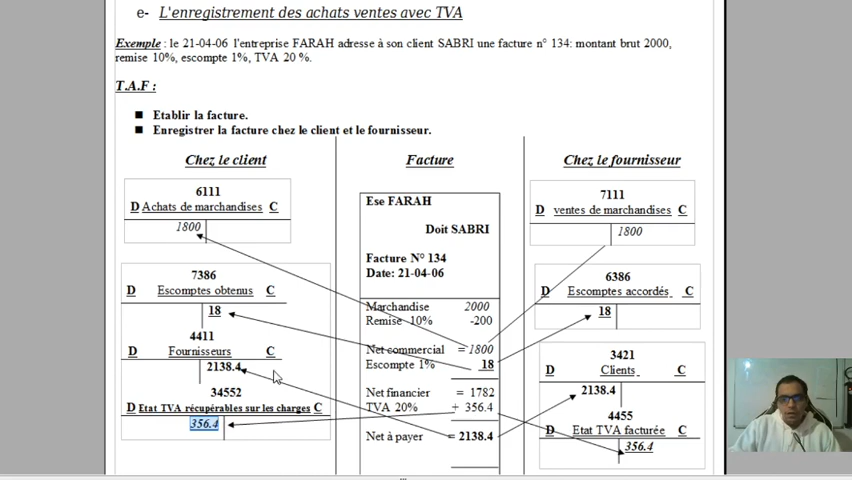 e- L'enregistrement des achats ventes avec TVA
Exemple : le 21-04-06 l'entreprise FARAH adresse à son client SABRI une facture n° 134: montant brut 2000,
remise 10%, escompte 1%, TVA 20 %.
T.A.F :
Etablir la facture.
Enregistrer la facture chez le client et le fournisseur.
Chez le client
6111
D Achats de marchandises C
1800
7386
D Escomptes obtenus C
18
4411
D Fournisseurs C
2138.4
34552
D Etat TVA récupérables sur les charges C
356.4
Facture
Ese FARAH
Doit SABRI
Facture N° 134
Date: 21-04-06
Marchandise 2000
Remise 10% -200
Net commercial = 1800
Escompte 1% 18
Net financier = 1782
TVA 20% + 356.4
Net à payer = 2138.4
Chez le fournisseur
7111
D ventes de marchandises C
1800
6386
D Escomptes accordés C
18
3421
D Clients C
2138.4
4455
D Etat TVA facturée C
356.4